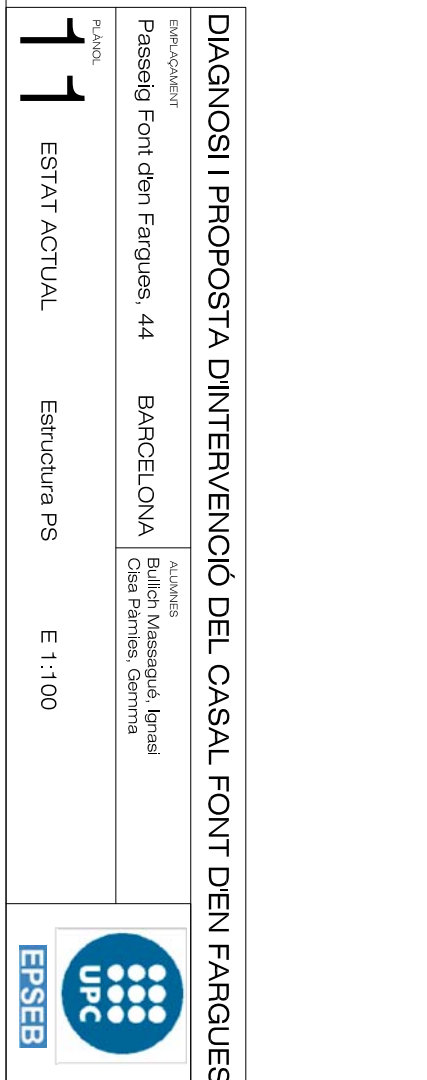 DIAGNOSI I PROPOSTA D'INTERVENCIÓ DEL CASAL FONT D'EN FARGUES
EMPLAÇAMENT
Passeig Font d'en Fargues, 44 BARCELONA
ALUMNES
Bullich Massagué, Ignasi
Cisa Pàmies, Gemma
PLÀNOL
11 ESTAT ACTUAL Estructura PS E 1:100
UPC
EPSEB